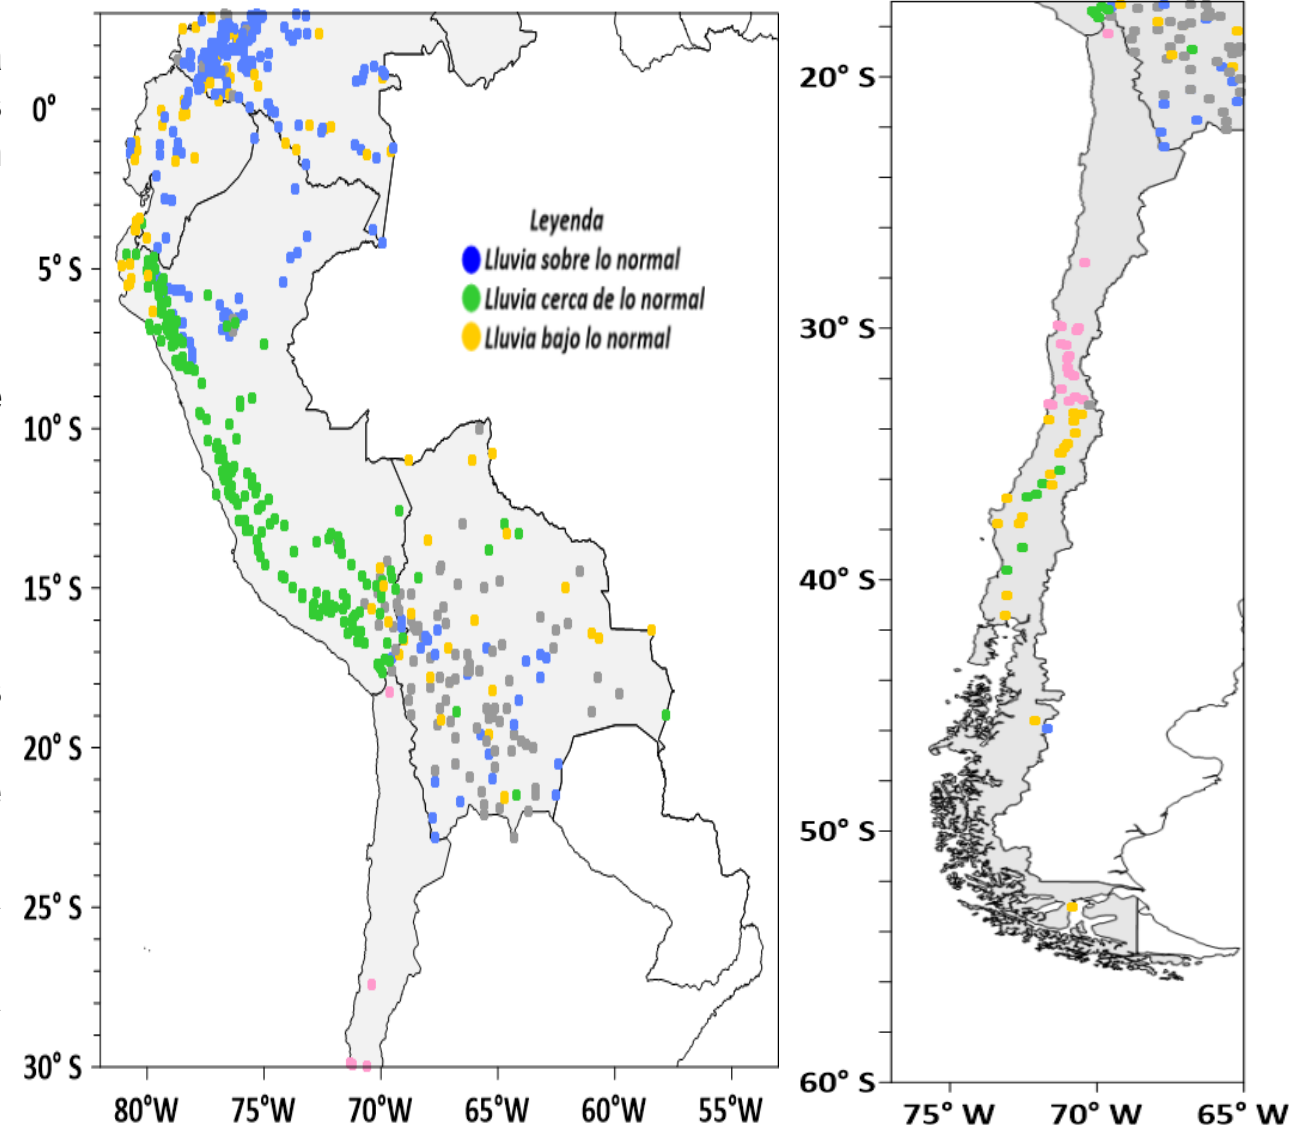 0°
5° S
10° S
15° S
20° S
25° S
30° S
80°W
75°W
70°W
65°W
60°W
55°W
Leyenda
Lluvia sobre lo normal
Lluvia cerca de lo normal
Lluvia bajo lo normal
20° S
30° S
40° S
50° S
60° S
75° W
70° W
65° W